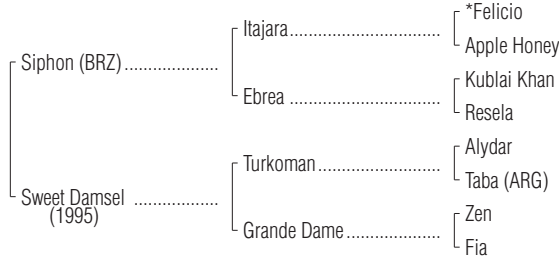 *Felicio
Itajara
Apple Honey
Siphon (BRZ)
Kublai Khan
Ebrea
Resela
Alydar
Turkoman
Taba (ARG)
Sweet Damsel
(1995)
Zen
Grande Dame
Fia